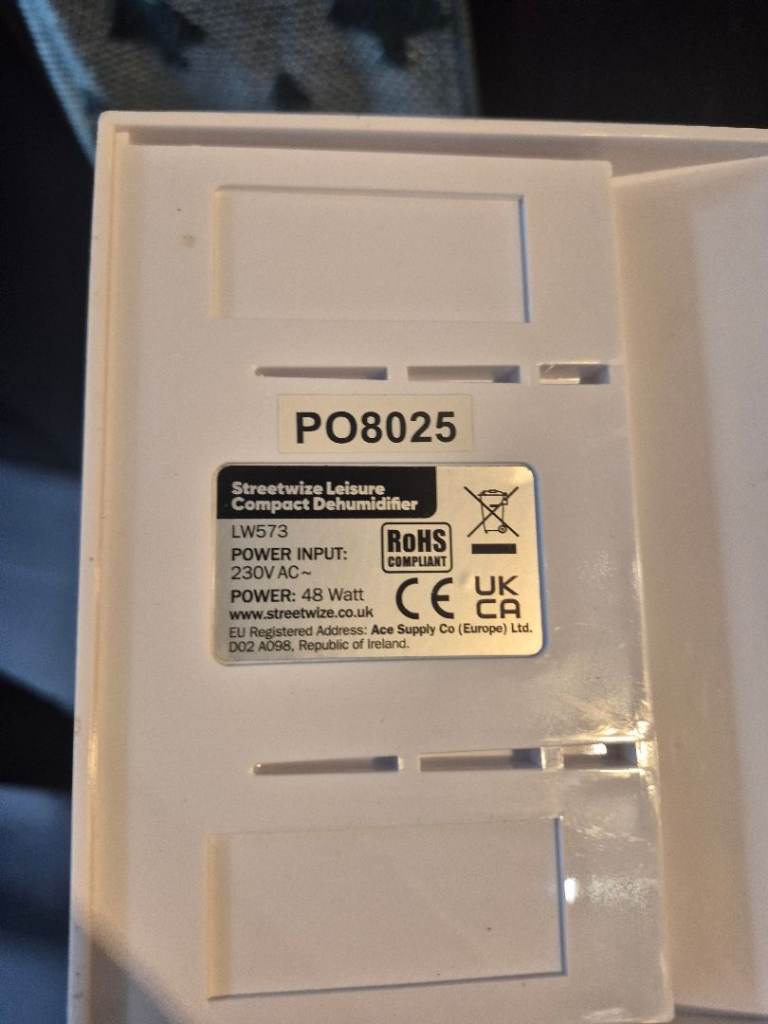 PO8025
Streetwize Leisure
Compact Dehumidifier
LW573
POWER INPUT:
230V AC~
POWER: 48 Watt
www.streetwize.co.uk
RoHS
COMPLIANT
CE
UK
CA
EU Registered Address: Ace Supply Co (Europe) Ltd.
D02 A098, Republic of Ireland.